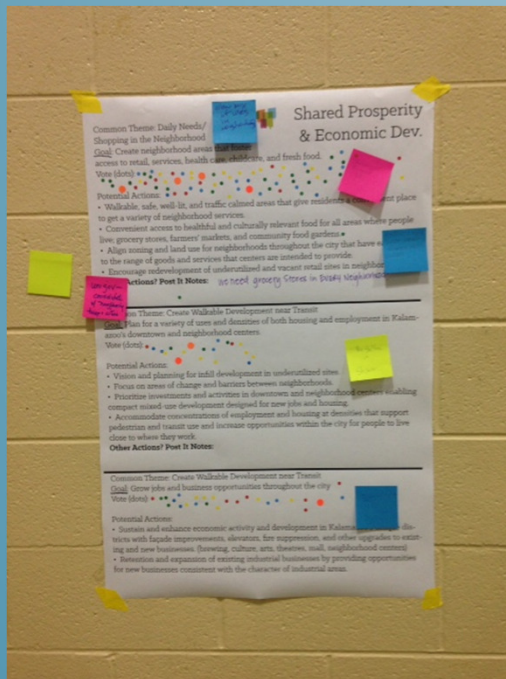 Shared Prosperity
& Economic Dev.
Common Theme: Daily Needs/
Shopping in the Neighborhood
Goal: Create neighborhood areas that
access to retail, services, health care, childcare, and fresh food.
Vote (dots)
Potential Actions:
• Walkable, safe, well-lit, and traffic calmed areas that give residents a place
to get a variety of neighborhood services.
• Convenient access to healthful and culturally relevant food for all areas where people
live; grocery stores, farmers' markets, and community food gardens.
• Align zoning and land use for neighborhoods throughout the city that have
to the range of goods and services that centers are intended to provide.
• Encourage redevelopment of underutilized and vacant retail sites in
Actions? Post It Notes: we need grocery stores in
Theme: Create Walkable Development near Transit
Goal: Plan for a variety of uses and densities of both housing and employment in Kalam-
azoo's downtown and neighborhood centers.
Vote (dots)
Potential Actions:
• Vision and planning for infill development in underutilized sites
• Focus on areas of change and barriers between neighborhoods.
• Prioritize investments and activities in downtown and neighborhood centers enabling
compact mixed-use development designed for new jobs and housing.
• Accommodate concentrations of employment and housing at densities that support
pedestrian and transit use and increase opportunities within the city for people to live
close to where they work.
Other Actions? Post It Notes:
Common Theme: Create Walkable Development near Transit
Goal: Grow jobs and business opportunities throughout the city
Vote (dots)
Potential Actions:
• Sustain and enhance economic activity and development in dis-
tricts with façade improvements, elevators, fire suppression, and other upgrades to exist-
ing and new businesses (brewing, culture, arts, theatres, mall, neighborhood centers)
• Retention and expansion of existing industrial businesses by providing opportunities
for new businesses consistent with the character of industrial areas.